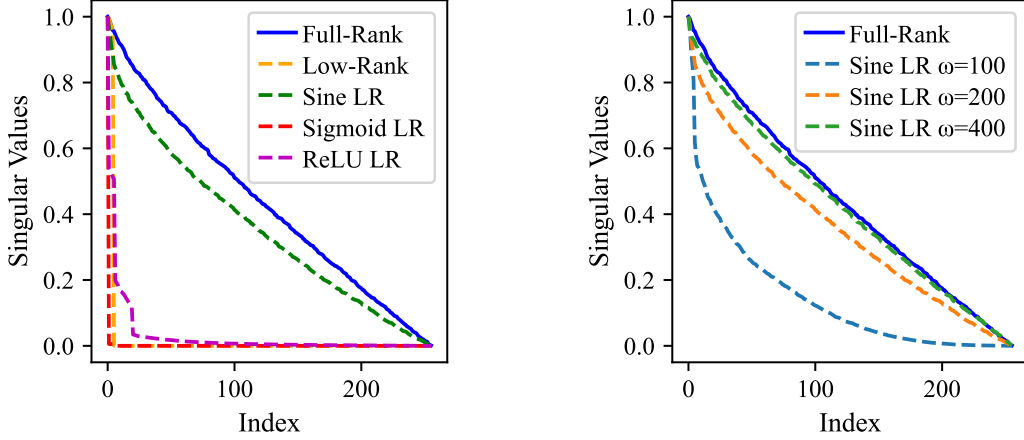 Singular Values
1.0
0.8
0.6
0.4
0.2
0.0
0
100
200
Index
Full-Rank
Low-Rank
Sine LR
Sigmoid LR
ReLU LR
Singular Values
1.0
0.8
0.6
0.4
0.2
0.0
0
100
200
Index
Full-Rank
Sine LR ω=100
Sine LR ω=200
Sine LR ω=400